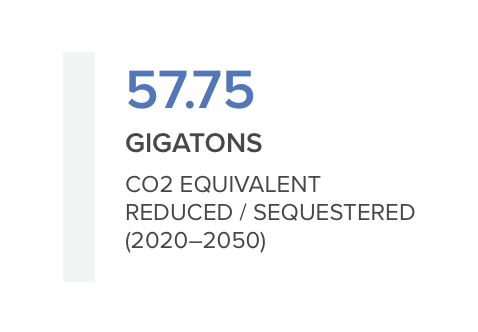 57.75
GIGATONS
CO2 EQUIVALENT
REDUCED / SEQUESTERED
(2020–2050)